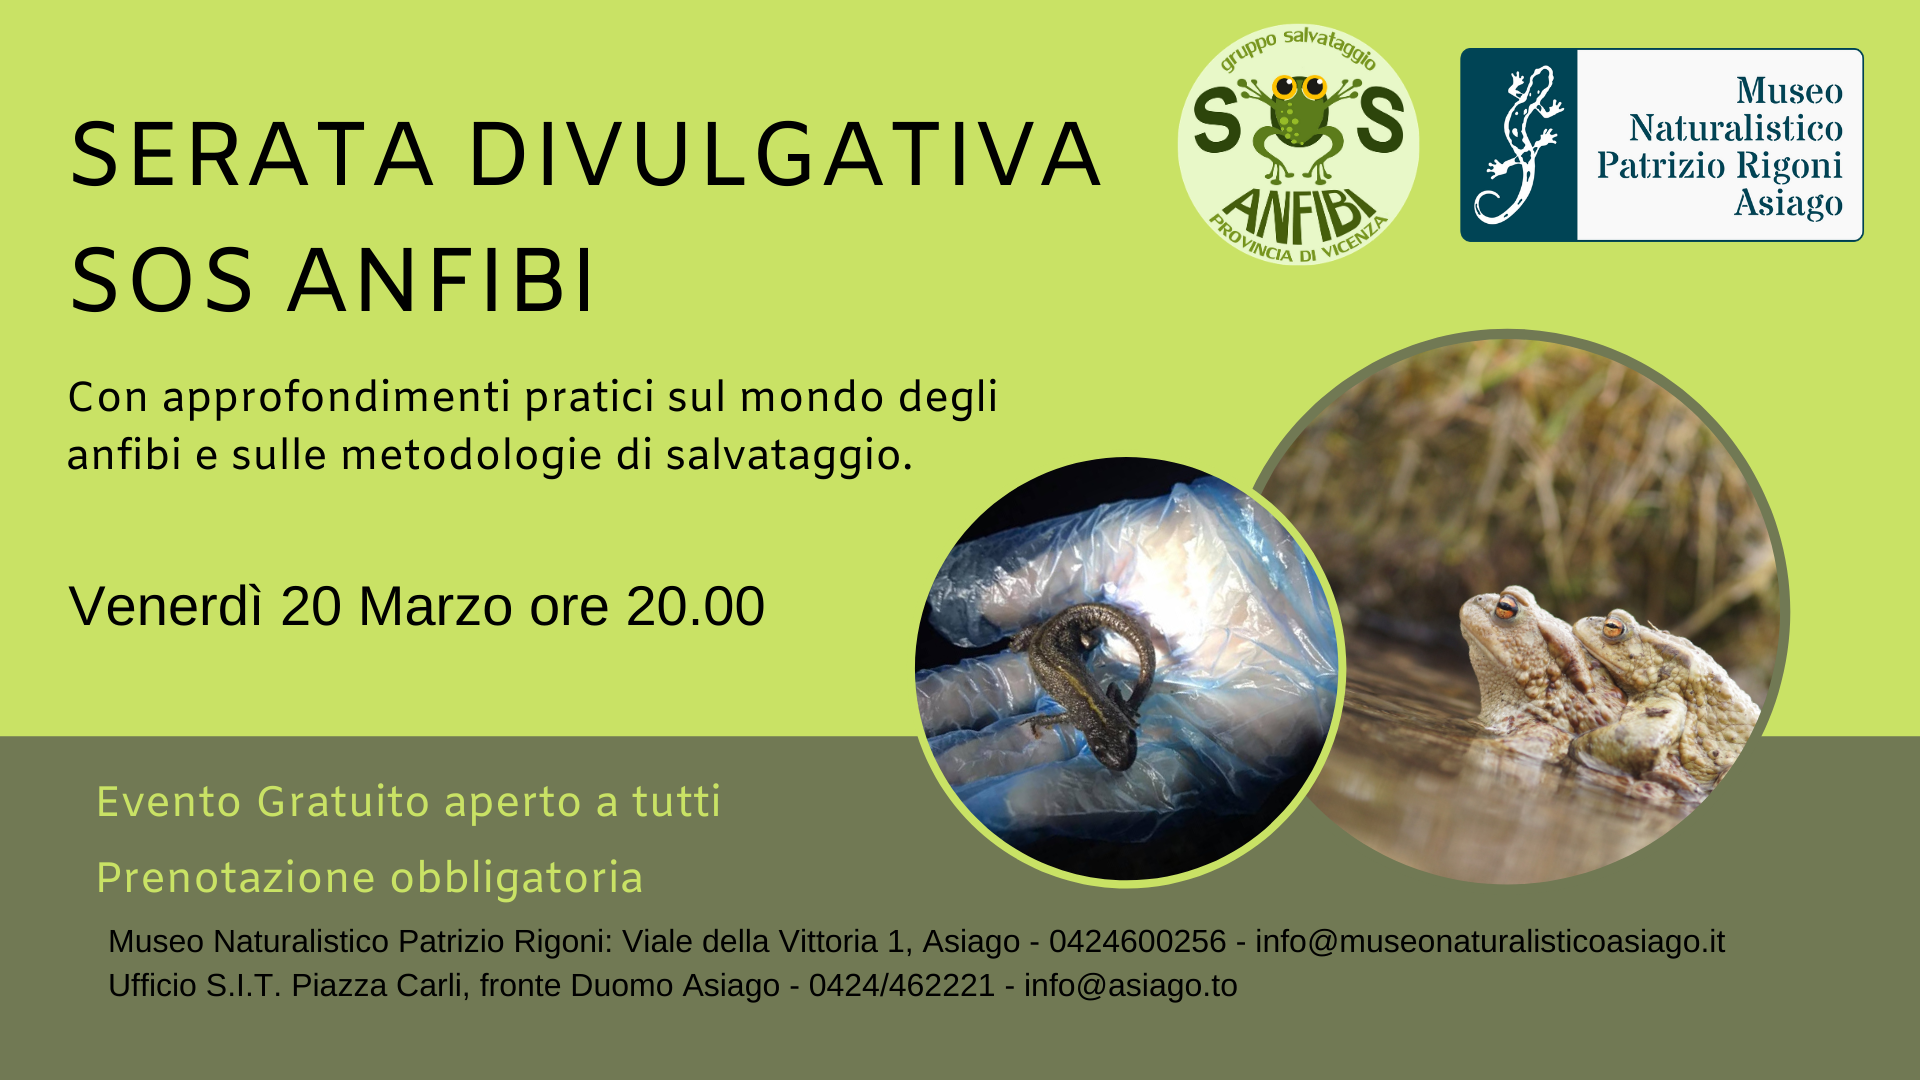 SERATA DIVULGATIVA
SOS ANFIBI
gruppo salvataggio
SOS
ANFIBI
PROVINCIA DI VICENZA
Museo
Naturalistico
Patrizio Rigoni
Asiago
Con approfondimenti pratici sul mondo degli
anfibi e sulle metodologie di salvataggio.
Venerdì 20 Marzo ore 20.00
Evento Gratuito aperto a tutti
Prenotazione obbligatoria
Museo Naturalistico Patrizio Rigoni: Viale della Vittoria 1, Asiago - 0424600256 - info@museonaturalisticoasiago.it
Ufficio S.I.T. Piazza Carli, fronte Duomo Asiago - 0424/462221 - info@asiago.to